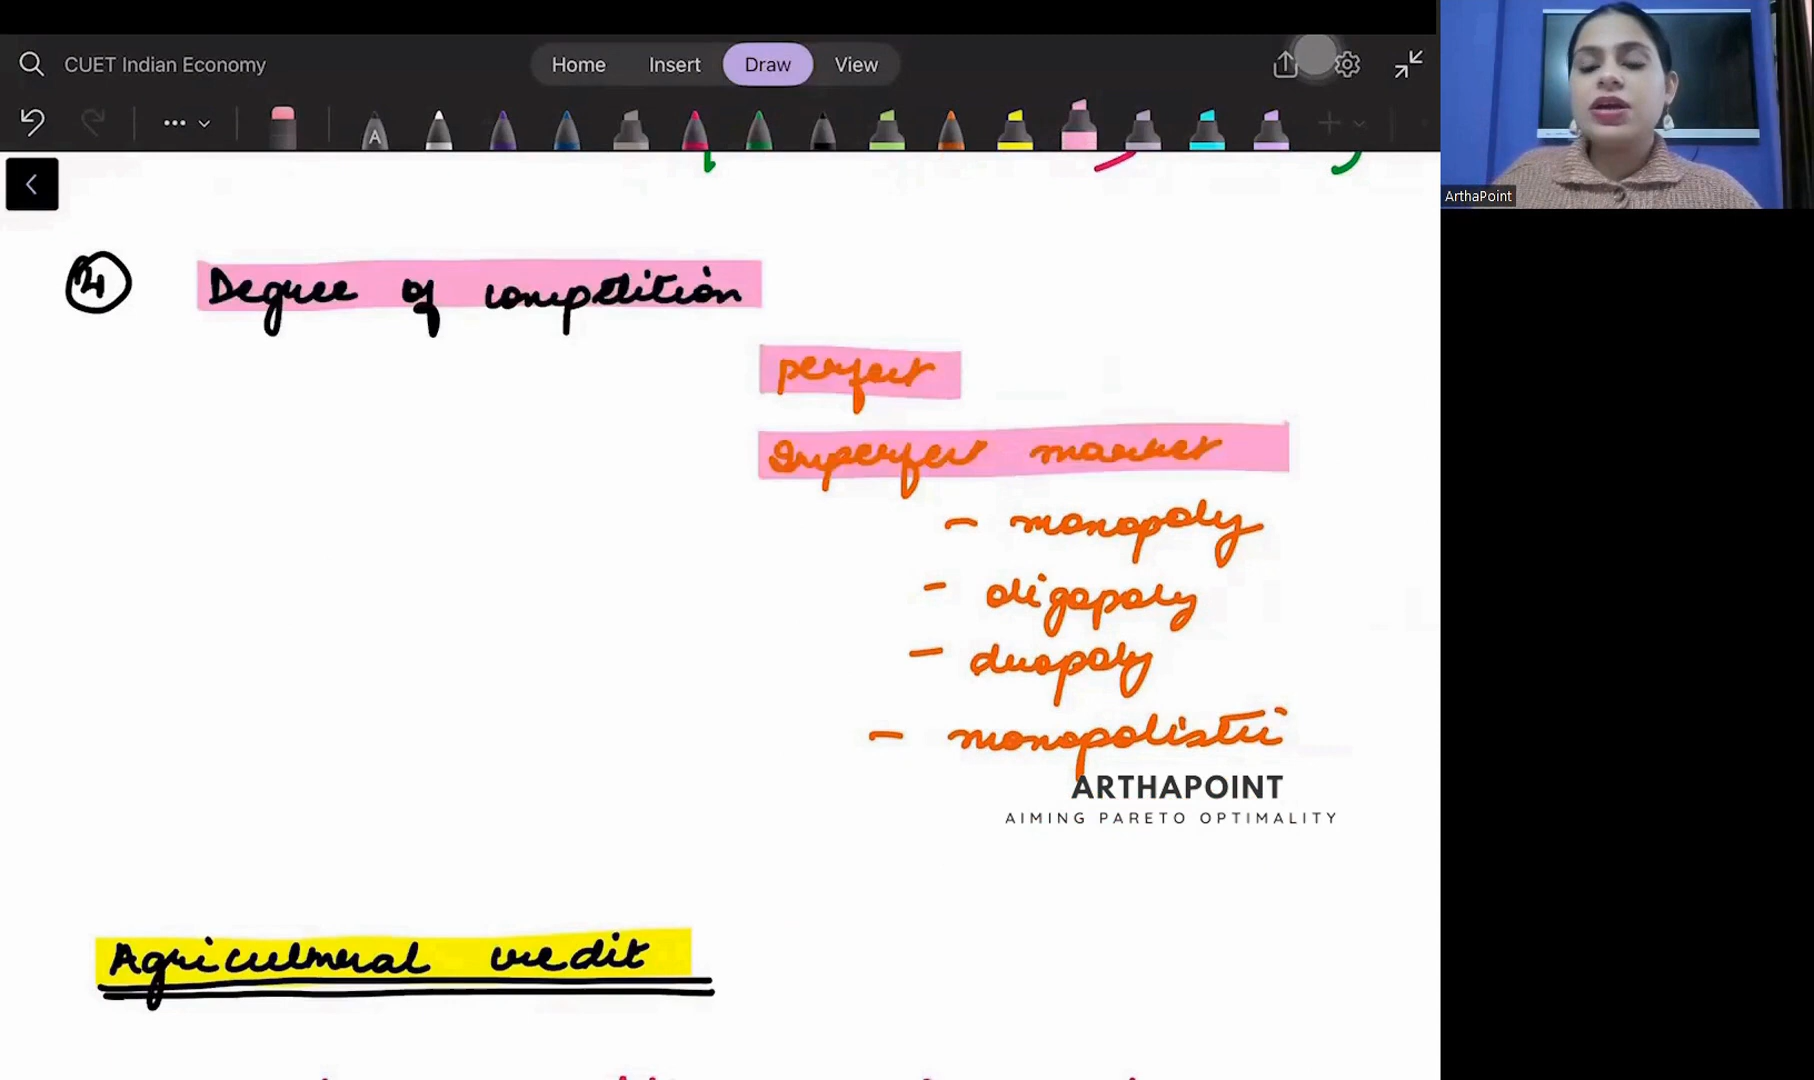 CUET Indian Economy
Home Insert Draw View
A
ArthaPoint
4 Degree of competition
perfect
Imperfect market
- monopoly
- oligopoly
- duopoly
- monopolistic
ARTHAPOINT
AIMING PARETO OPTIMALITY
Agricultural credit